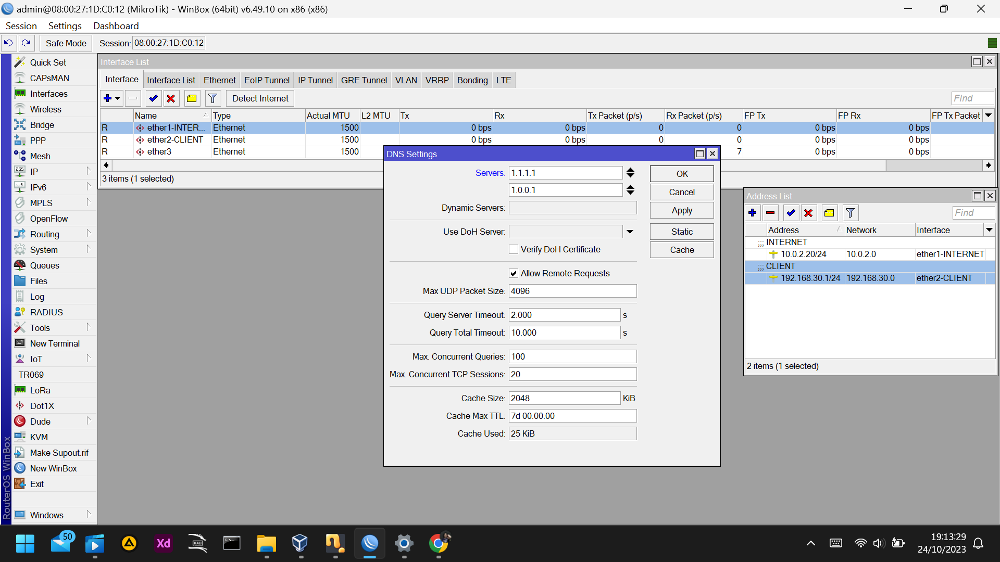 admin@08:00:27:1D:C0:12 (MikroTik) - WinBox (64bit) v6.49.10 on x86 (x86)
Session Settings Dashboard
Safe Mode Session: 08:00:27:1D:C0:12
Quick Set
CAPsMAN
Interfaces
Wireless
Bridge
PPP
Mesh
IP
IPv6
MPLS
OpenFlow
Routing
System
Queues
Files
Log
RADIUS
Tools
New Terminal
IoT
TR069
LoRa
Dot1X
Dude
KVM
Make Supout.rif
New WinBox
Exit
Windows
RouterOS WinBox
Interface List
Interface Interface List Ethernet EoIP Tunnel IP Tunnel GRE Tunnel VLAN VRRP Bonding LTE
Detect Internet Find
Name Type Actual MTU L2 MTU Tx Rx Tx Packet (p/s) Rx Packet (p/s) FP Tx FP Rx FP Tx Packet
R ether1-INTER... Ethernet 1500 0 bps 0 bps 0 0 0 bps 0 bps
R ether2-CLIENT Ethernet 1500 0 bps 0 bps 0 0 0 bps 0 bps
R ether3 Ethernet 1500 7 0 bps 0 bps
3 items (1 selected)
DNS Settings
Servers: 1.1.1.1
1.0.0.1
Dynamic Servers:
Use DoH Server:
Verify DoH Certificate
Allow Remote Requests
Max UDP Packet Size: 4096
Query Server Timeout: 2.000 s
Query Total Timeout: 10.000 s
Max. Concurrent Queries: 100
Max. Concurrent TCP Sessions: 20
Cache Size: 2048 KiB
Cache Max TTL: 7d 00:00:00
Cache Used: 25 KiB
OK
Cancel
Apply
Static
Cache
Address List
Find
Address Network Interface
;;; INTERNET
10.0.2.20/24 10.0.2.0 ether1-INTERNET
;;; CLIENT
192.168.30.1/24 192.168.30.0 ether2-CLIENT
2 items (1 selected)
50
Xd
KALI
19:13:29
24/10/2023